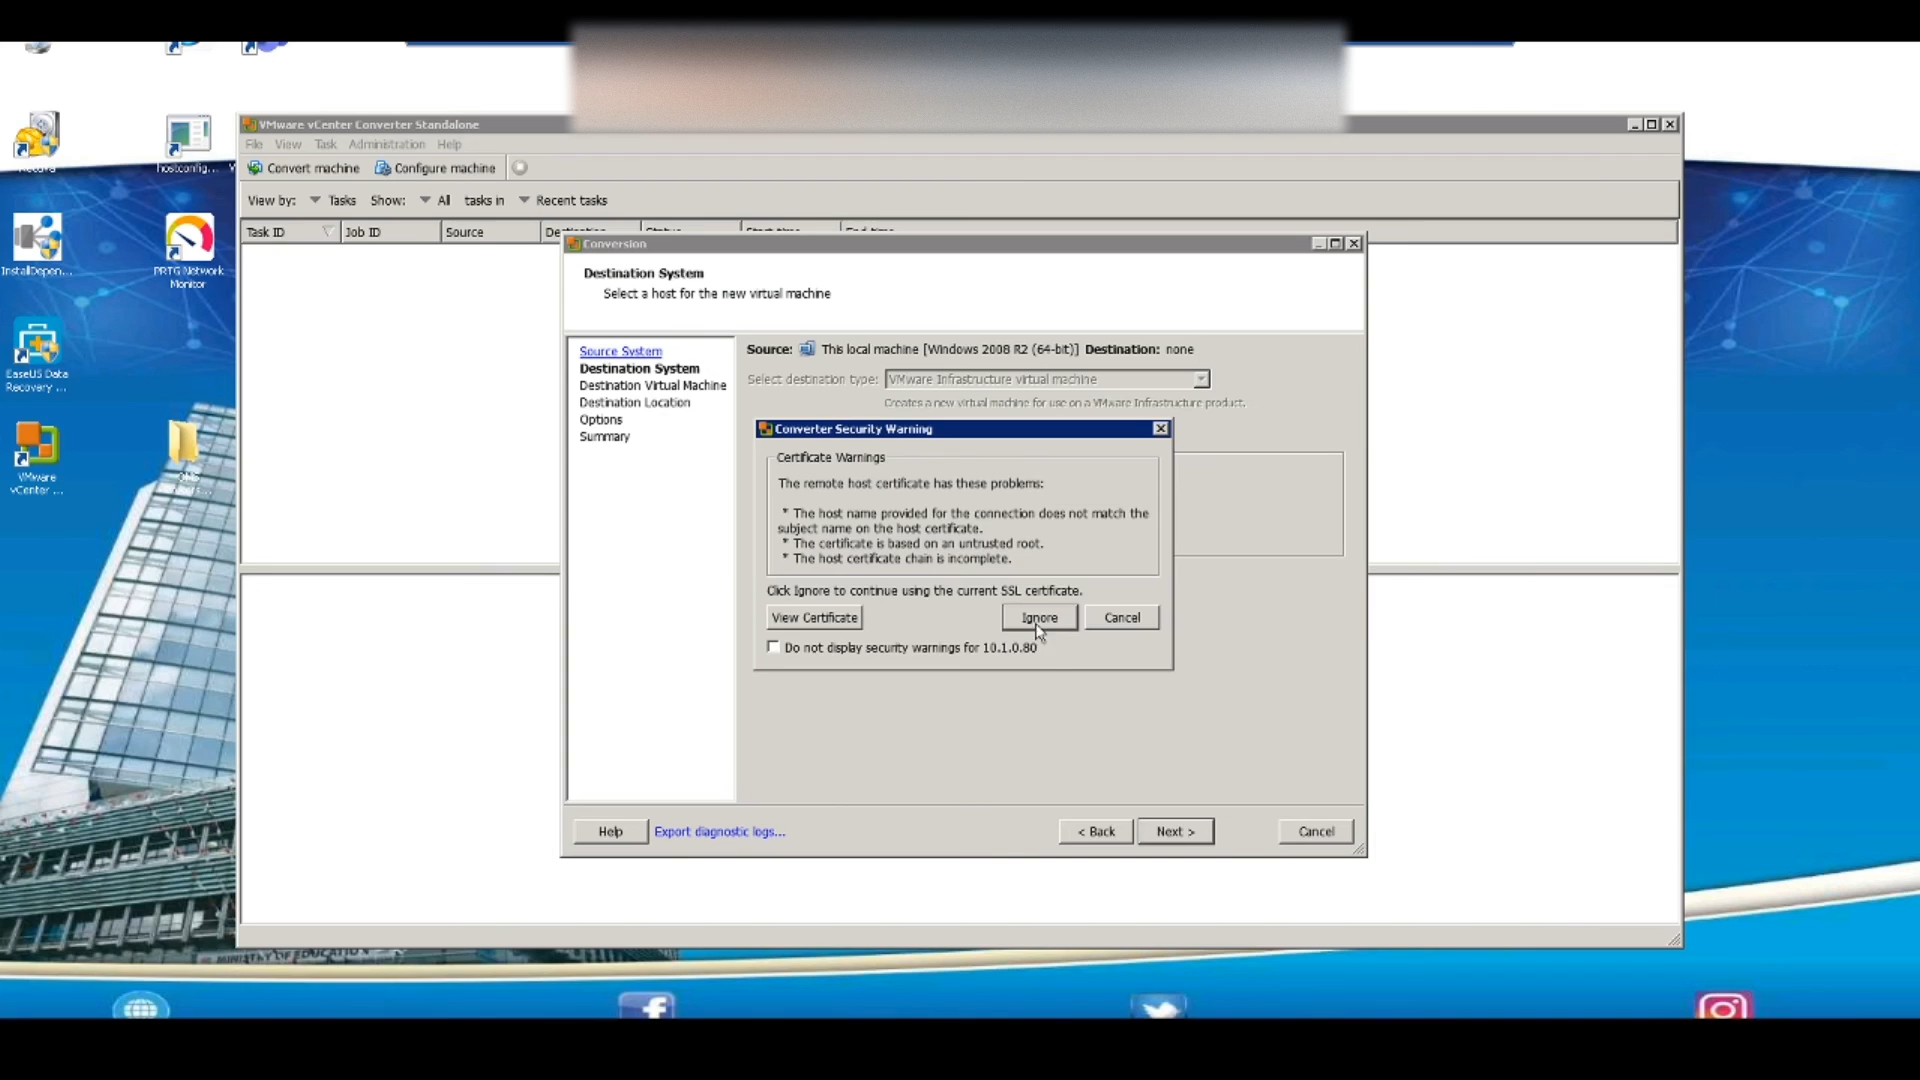 VMware vCenter Converter Standalone
File View Task Administration Help
Convert machine Configure machine
View by: Tasks Show: All tasks in Recent tasks
Task ID Job ID Source
Conversion
Destination System
Select a host for the new virtual machine
Source System
Destination System
Destination Virtual Machine
Destination Location
Options
Summary
Source: This local machine [Windows 2008 R2 (64-bit)] Destination: none
Select destination type: VMware Infrastructure virtual machine
Creates a new virtual machine for use on a VMware Infrastructure product.
Converter Security Warning
Certificate Warnings
The remote host certificate has these problems:
* The host name provided for the connection does not match the
subject name on the host certificate.
* The certificate is based on an untrusted root.
* The host certificate chain is incomplete.
Click Ignore to continue using the current SSL certificate.
View Certificate Ignore Cancel
Do not display security warnings for 10.1.0.80
Help Export diagnostic logs... < Back Next > Cancel
hostconfig...
InstallDepen...
PRTG Network
Monitor
EaseUS Data
Recovery ...
VMware
vCenter ...
MINISTRY OF EDUCATION